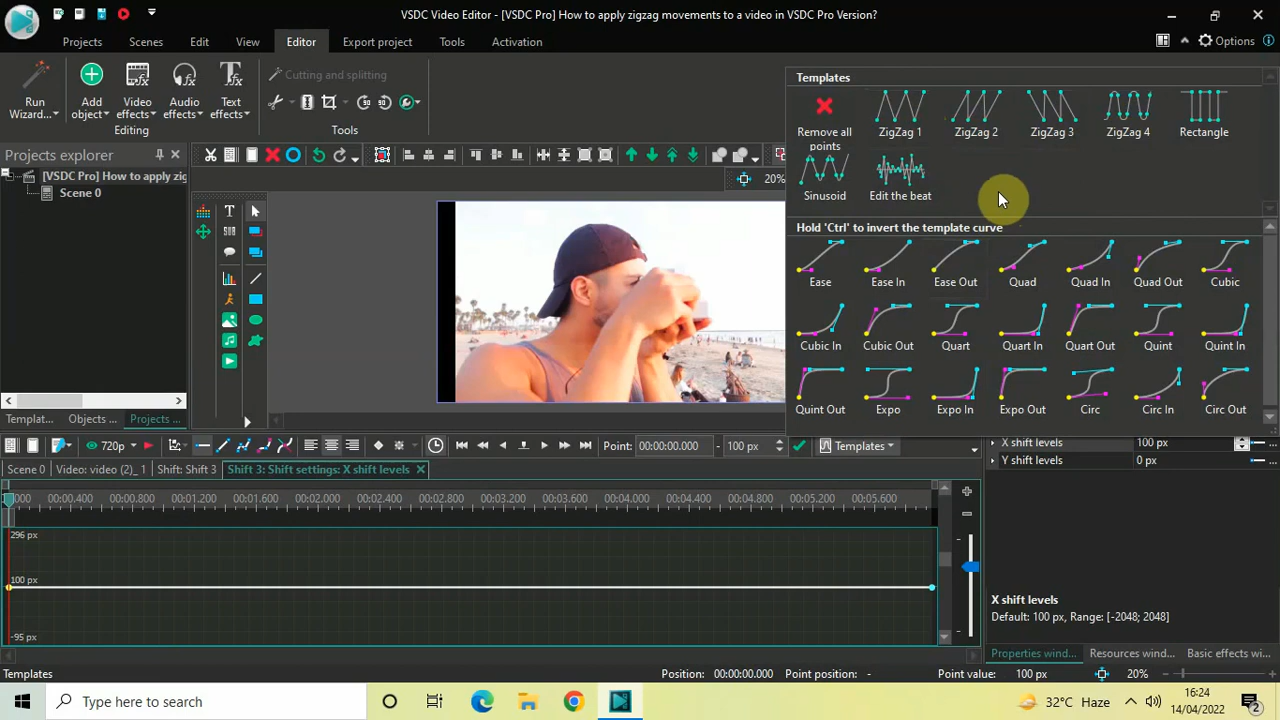 VSDC Video Editor - [VSDC Pro] How to apply zigzag movements to a video in VSDC Pro Version?
Projects Scenes Edit View Editor Export project Tools Activation Options
Run Wizard...
Add object
Video effects
Audio effects
Text effects
Editing
Cutting and splitting
Tools
Templates
Remove all points
ZigZag 1
ZigZag 2
ZigZag 3
ZigZag 4
Rectangle
Sinusoid
Edit the beat
Hold 'Ctrl' to invert the template curve
Ease Ease In Ease Out Quad Quad In Quad Out Cubic
Cubic In Cubic Out Quart Quart In Quart Out Quint Quint In
Quint Out Expo Expo In Expo Out Circ Circ In Circ Out
Projects explorer
[VSDC Pro] How to apply zig
Scene 0
20%
Templat... Objects ... Projects ...
720p Point: 00:00:00.000 - 100 px Templates
X shift levels 100 px
Y shift levels 0 px
Scene 0 Video: video (2)_1 Shift: Shift 3 Shift 3: Shift settings: X shift levels
000 00:00.400 00:00.800 00:01.200 00:01.600 00:02.000 00:02.400 00:02.800 00:03.200 00:03.600 00:04.000 00:04.400 00:04.800 00:05.200 00:05.600
296 px
100 px
-95 px
X shift levels
Default: 100 px, Range: [-2048; 2048]
Properties wind... Resources wind... Basic effects wi...
Templates Position: 00:00:00.000 Point position: - Point value: 100 px 20%
Type here to search
32°C Haze
16:24
14/04/2022
2